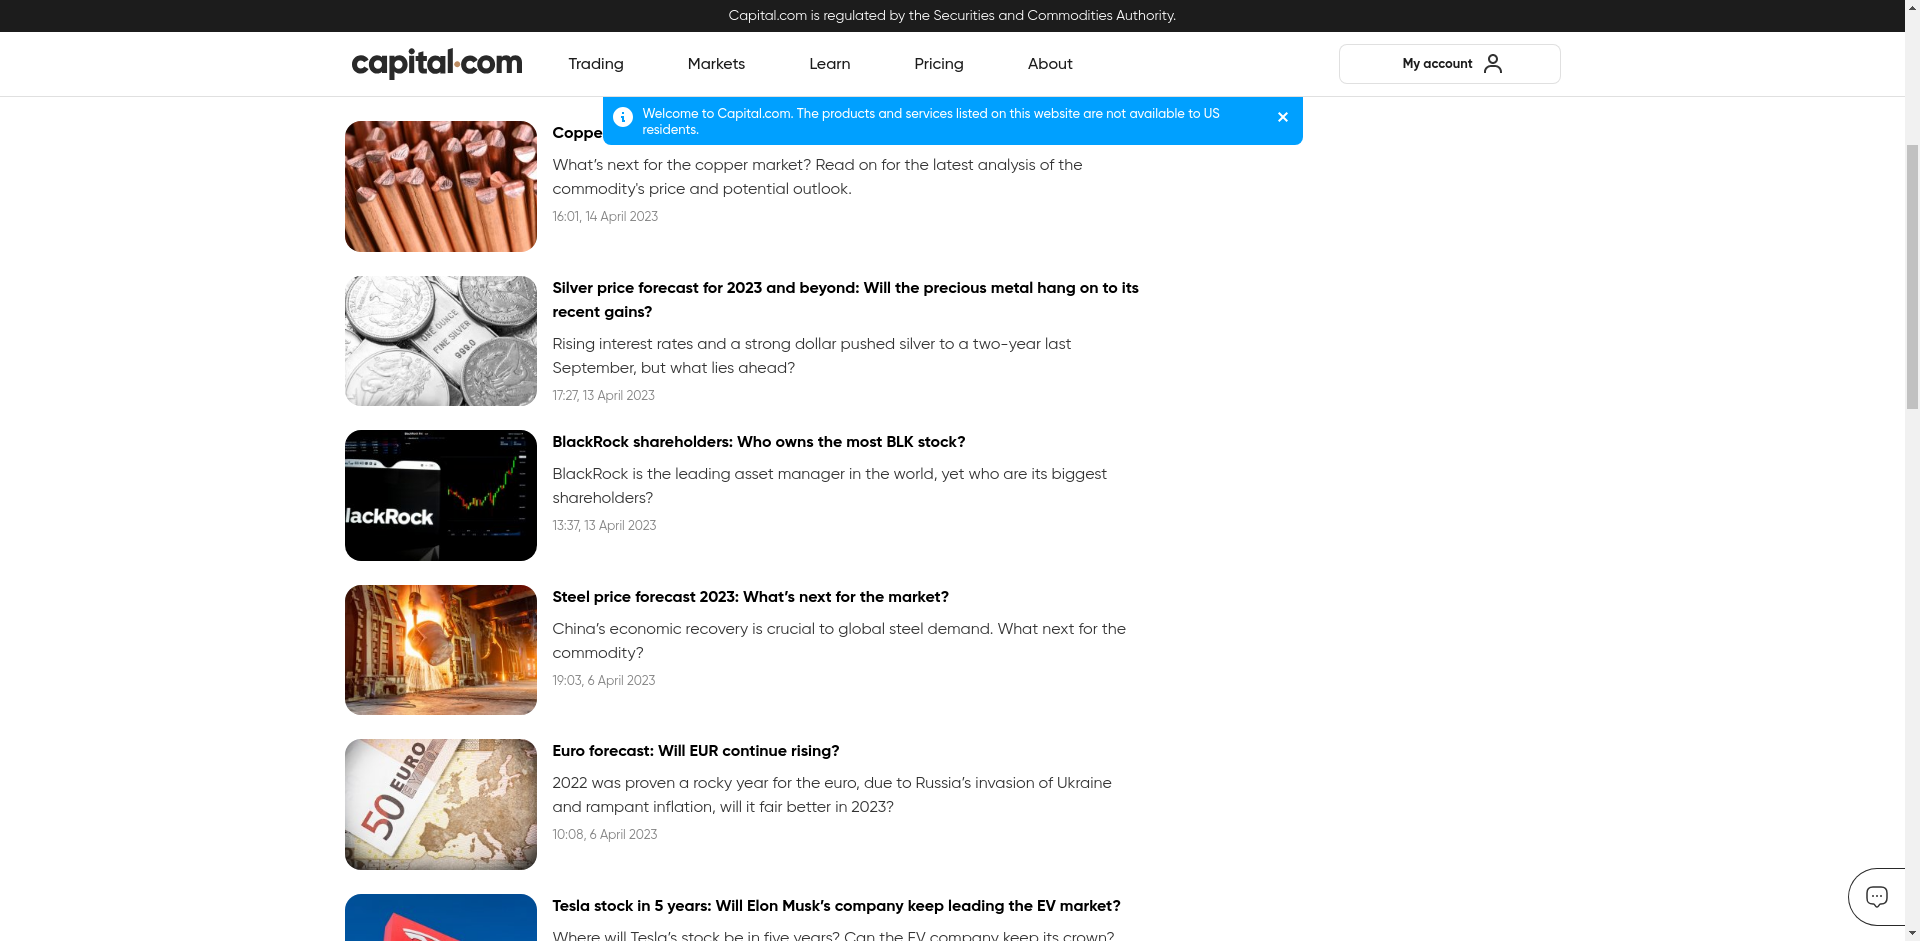 Capital.com is regulated by the Securities and Commodities Authority.
capital.com
Trading
Markets
Learn
Pricing
About
My account
Welcome to Capital.com. The products and services listed on this website are not available to US
residents.
What’s next for the copper market? Read on for the latest analysis of the
commodity's price and potential outlook.
16:01, 14 April 2023
ONE OUNCE
FINE SILVER
999.0
Silver price forecast for 2023 and beyond: Will the precious metal hang on to its
recent gains?
Rising interest rates and a strong dollar pushed silver to a two-year last
September, but what lies ahead?
17:27, 13 April 2023
lackRock
BlackRock shareholders: Who owns the most BLK stock?
BlackRock is the leading asset manager in the world, yet who are its biggest
shareholders?
13:37, 13 April 2023
Steel price forecast 2023: What’s next for the market?
China’s economic recovery is crucial to global steel demand. What next for the
commodity?
19:03, 6 April 2023
50 EURO
Euro forecast: Will EUR continue rising?
2022 was proven a rocky year for the euro, due to Russia’s invasion of Ukraine
and rampant inflation, will it fair better in 2023?
10:08, 6 April 2023
Tesla stock in 5 years: Will Elon Musk’s company keep leading the EV market?
Where will Tesla’s stock be in five years? Can the EV company keep its crown?